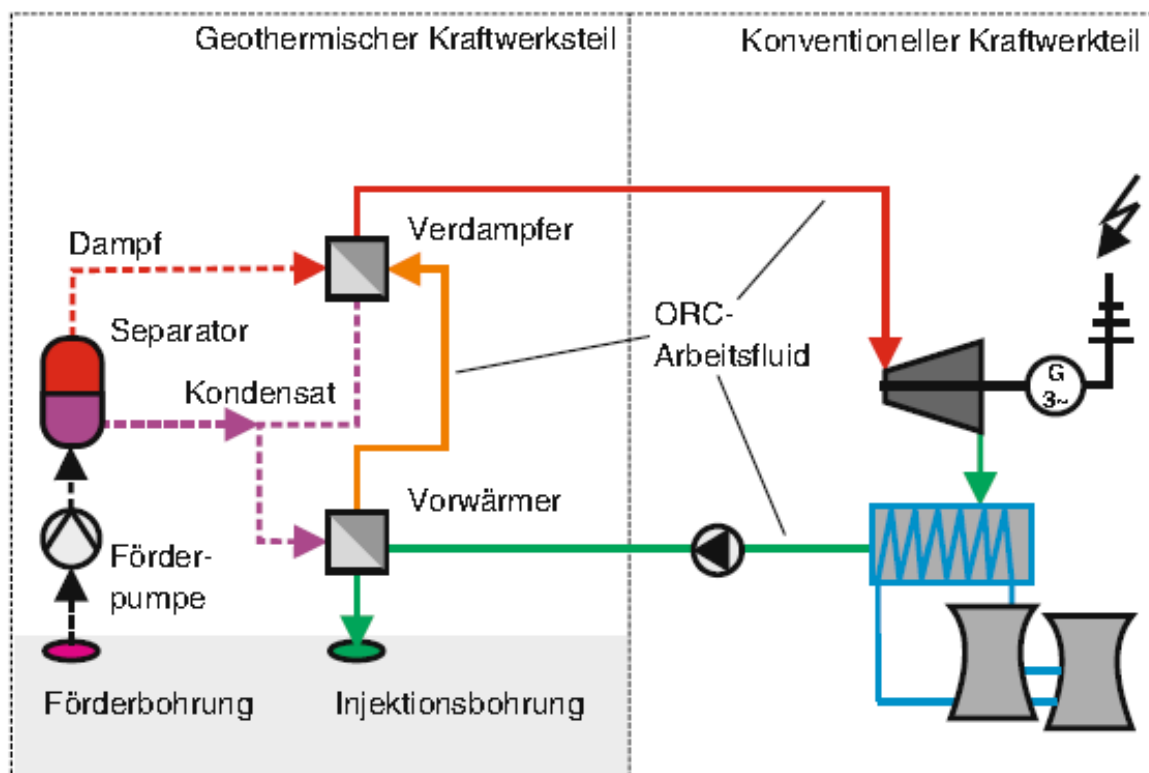 Geothermischer Kraftwerksteil
Konventioneller Kraftwerkteil
Dampf
Verdampfer
Separator
ORC-
Arbeitsfluid
Kondensat
G
3~
Vorwärmer
Förder-
pumpe
Förderbohrung
Injektionsbohrung